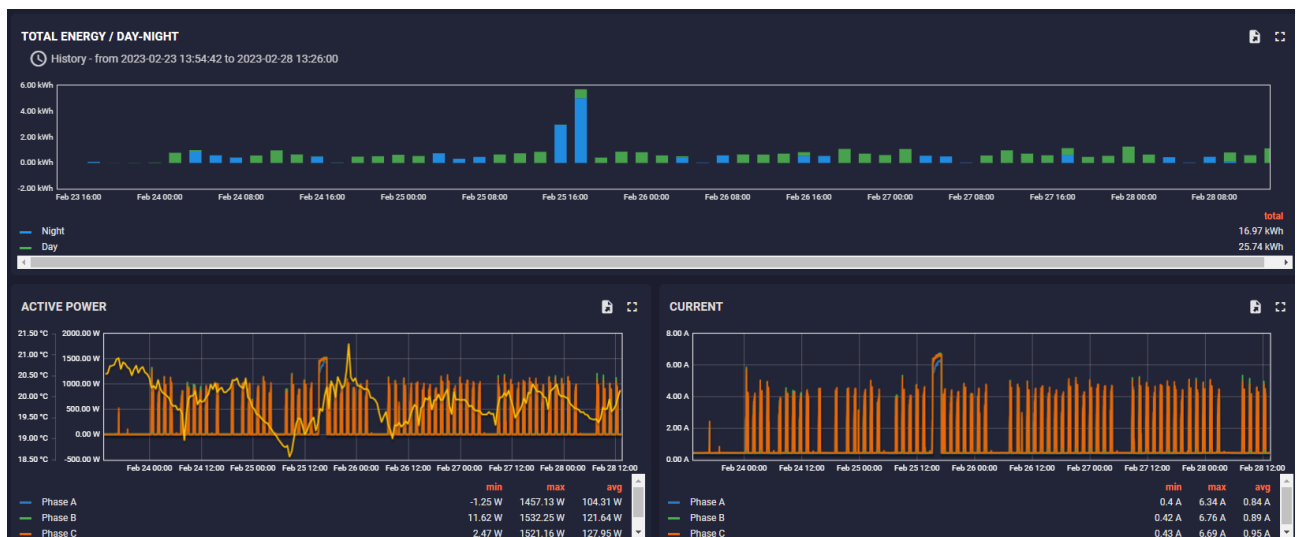 TOTAL ENERGY / DAY-NIGHT
History - from 2023-02-23 13:54:42 to 2023-02-28 13:26:00
6.00 kWh
4.00 kWh
2.00 kWh
0.00 kWh
-2.00 kWh
Feb 23 16:00 Feb 24 00:00 Feb 24 08:00 Feb 24 16:00 Feb 25 00:00 Feb 25 08:00 Feb 25 16:00 Feb 26 00:00 Feb 26 08:00 Feb 26 16:00 Feb 27 00:00 Feb 27 08:00 Feb 27 16:00 Feb 28 00:00 Feb 28 08:00
total
Night 16.97 kWh
Day 25.74 kWh
ACTIVE POWER
21.50 °C 2000.00 W
21.00 °C 1500.00 W
20.50 °C
20.00 °C 1000.00 W
19.50 °C 500.00 W
19.00 °C 0.00 W
18.50 °C -500.00 W
Feb 24 00:00 Feb 24 12:00 Feb 25 00:00 Feb 25 12:00 Feb 26 00:00 Feb 26 12:00 Feb 27 00:00 Feb 27 12:00 Feb 28 00:00 Feb 28 12:00
min max avg
Phase A -1.25 W 1457.13 W 104.31 W
Phase B 11.62 W 1532.25 W 121.64 W
Phase C 2.47 W 1521.16 W 127.95 W
CURRENT
8.00 A
6.00 A
4.00 A
2.00 A
0.00 A
Feb 24 00:00 Feb 24 12:00 Feb 25 00:00 Feb 25 12:00 Feb 26 00:00 Feb 26 12:00 Feb 27 00:00 Feb 27 12:00 Feb 28 00:00 Feb 28 12:00
min max avg
Phase A 0.4 A 6.34 A 0.84 A
Phase B 0.42 A 6.76 A 0.89 A
Phase C 0.43 A 6.69 A 0.95 A